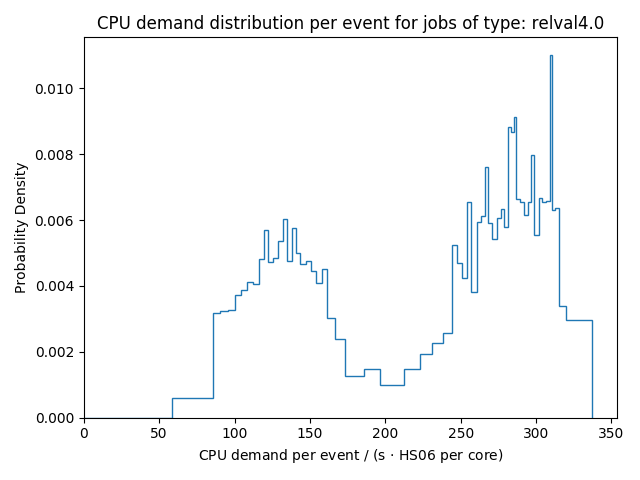 CPU demand distribution per event for jobs of type: relval4.0
Probability Density
0.010
0.008
0.006
0.004
0.002
0.000
0 50 100 150 200 250 300 350
CPU demand per event / (s · HS06 per core)